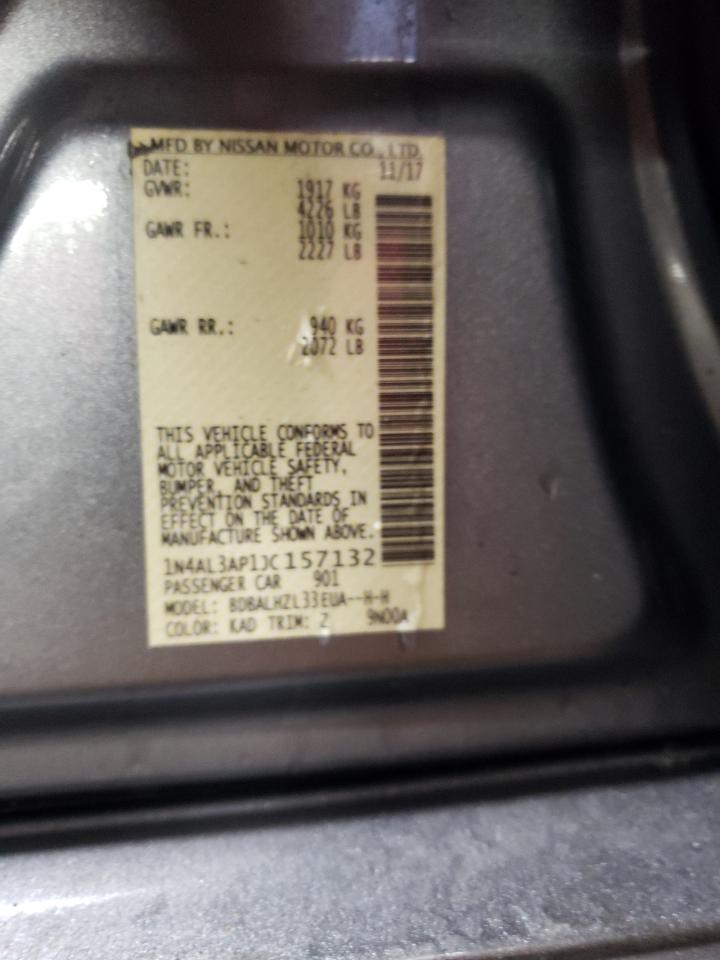 MFD BY NISSAN MOTOR CO., LTD.
DATE: 11/17
GVWR: 1917 KG
4226 LB
GAWR FR.: 1010 KG
2227 LB
GAWR RR.: 940 KG
2072 LB
THIS VEHICLE CONFORMS TO
ALL APPLICABLE FEDERAL
MOTOR VEHICLE SAFETY,
BUMPER, AND THEFT
PREVENTION STANDARDS IN
EFFECT ON THE DATE OF
MANUFACTURE SHOWN ABOVE.
1N4AL3AP1JC157132
PASSENGER CAR 901
MODEL: BDBALHZL33EUA--H-H
COLOR: KAD TRIM: Z 9N00A